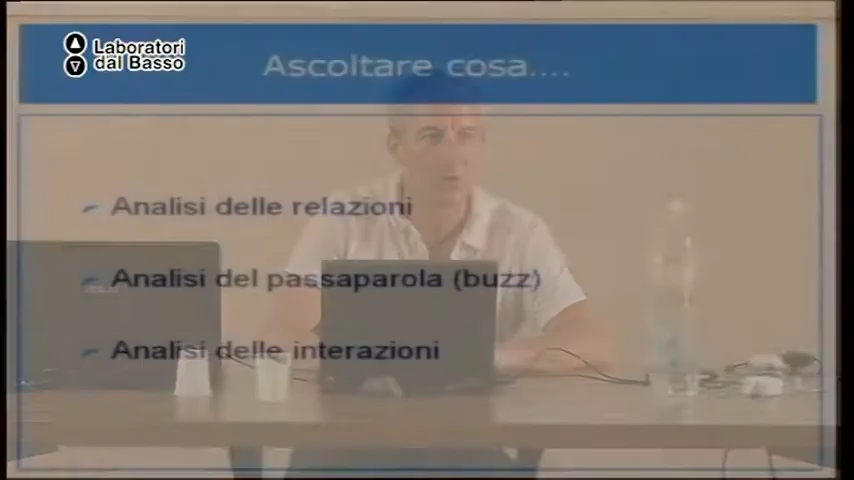 Laboratori
dal Basso
Ascoltare cosa....
Analisi delle relazioni
Analisi del passaparola (buzz)
Analisi delle interazioni